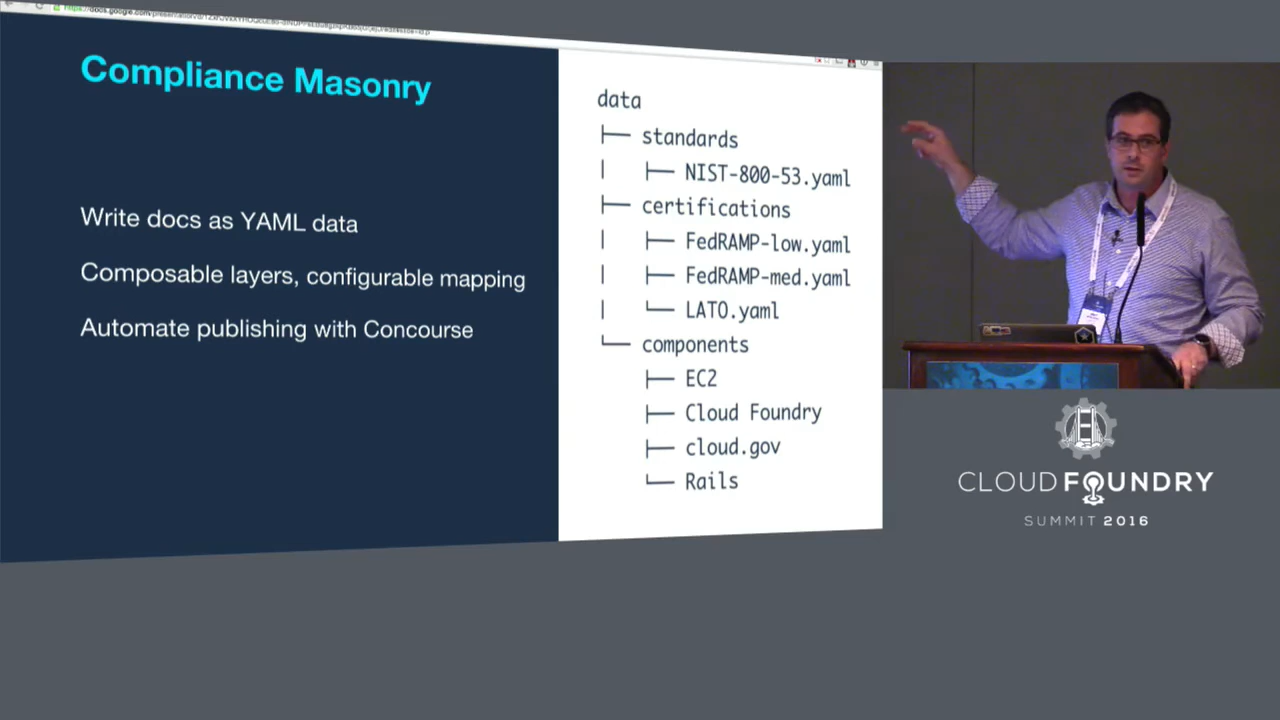 Compliance Masonry
Write docs as YAML data
Composable layers, configurable mapping
Automate publishing with Concourse
data
├── standards
│   ├── NIST-800-53.yaml
├── certifications
│   ├── FedRAMP-low.yaml
│   ├── FedRAMP-med.yaml
│   └── LATO.yaml
└── components
├── EC2
├── Cloud Foundry
├── cloud.gov
└── Rails
CLOUD FOUNDRY
SUMMIT 2016